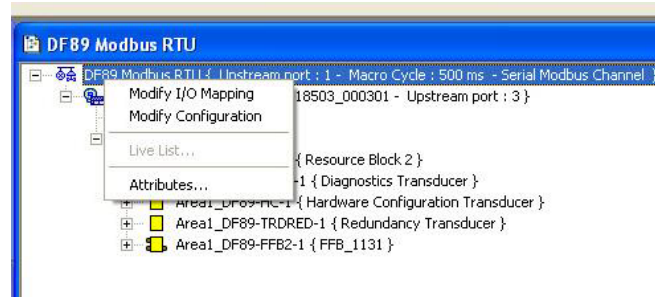 DF89 Modbus RTU
DF89 Modbus RTU { Upstream port : 1 - Macro Cycle : 500 ms - Serial Modbus Channel }
Modify I/O Mapping
18503_000301 - Upstream port : 3 }
Modify Configuration
Live List...
{ Resource Block 2 }
Attributes...
-1 { Diagnostics Transducer }
Area1_DF89-HC-1 { Hardware Configuration Transducer }
Area1_DF89-TRDRED-1 { Redundancy Transducer }
Area1_DF89-FFB2-1 { FFB_1131 }